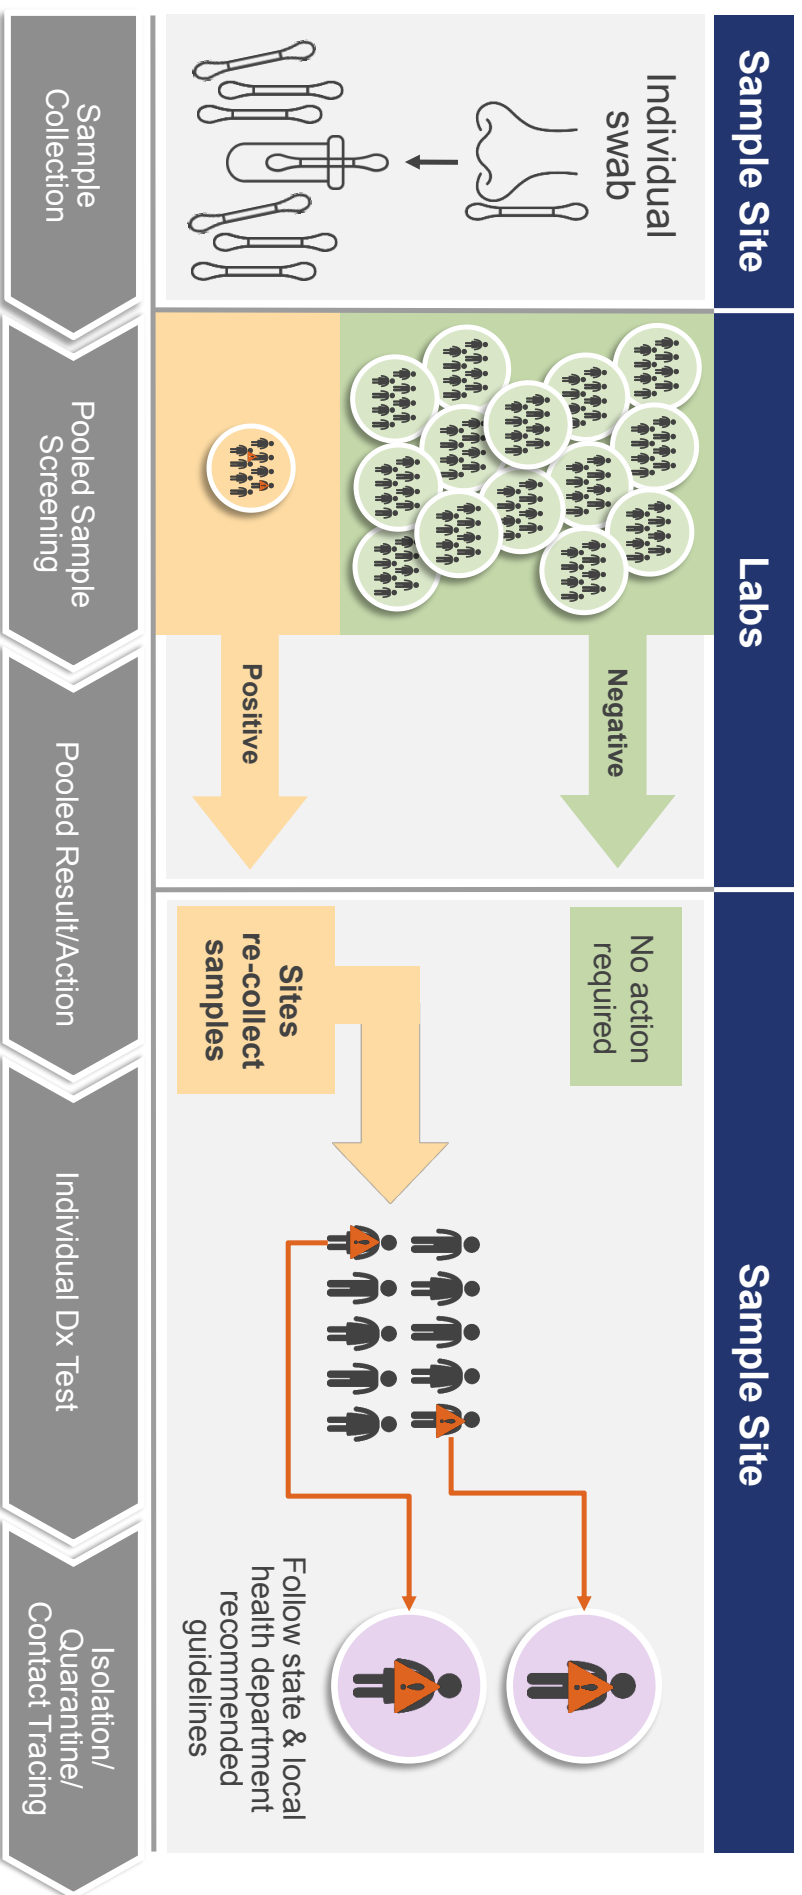 Sample Site
Labs
Sample Site
Individual
swab
Negative
Positive
No action
required
Sites
re-collect
samples
Follow state & local
health department
recommended
guidelines
Sample
Collection
Pooled Sample
Screening
Pooled Result/Action
Individual Dx Test
Isolation/
Quarantine/
Contact Tracing